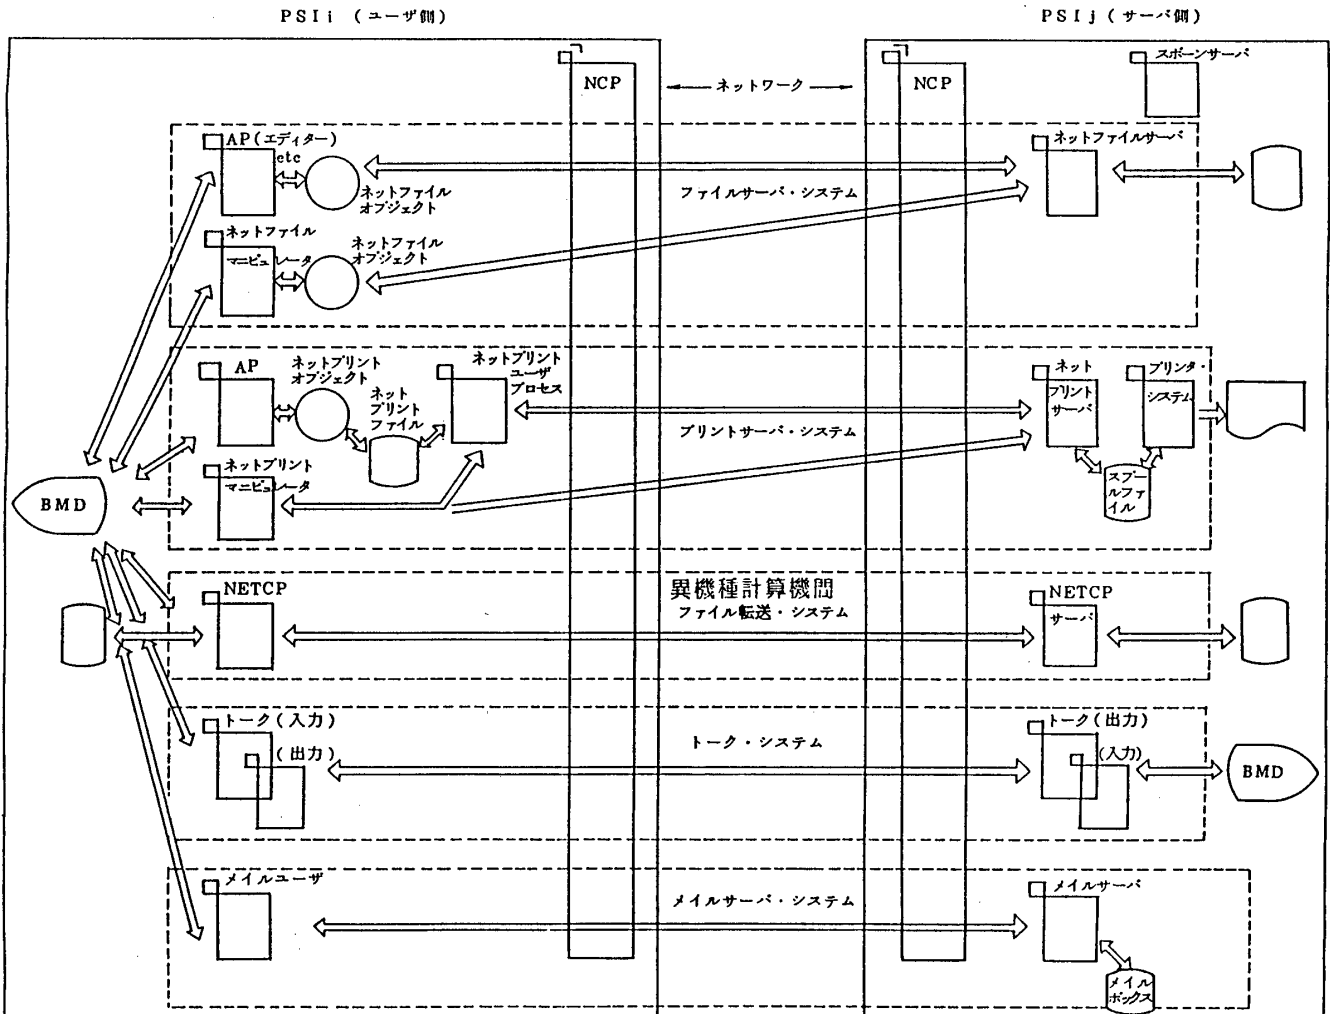 PSIi (ユーザ側)
PSIj (サーバ側)
NCP
ネットワーク
NCP
スポーンサーバ
AP(エディター)
etc
ネットファイル
オブジェクト
ファイルサーバ・システム
ネットファイルサーバ
ネットファイル
マニピュレータ
ネットファイル
オブジェクト
AP
ネットプリント
オブジェクト
ネット
プリント
ファイル
ネットプリント
ユーザ
プロセス
プリントサーバ・システム
ネット
プリント
サーバ
プリンタ・
システム
スプー
ルファ
イル
ネットプリント
マニピュレータ
BMD
NETCP
異機種計算機間
ファイル転送・システム
NETCP
サーバ
トーク(入力)
(出力)
トーク・システム
トーク(出力)
(入力)
BMD
メイルユーザ
メイルサーバ・システム
メイルサーバ
メイル
ボックス